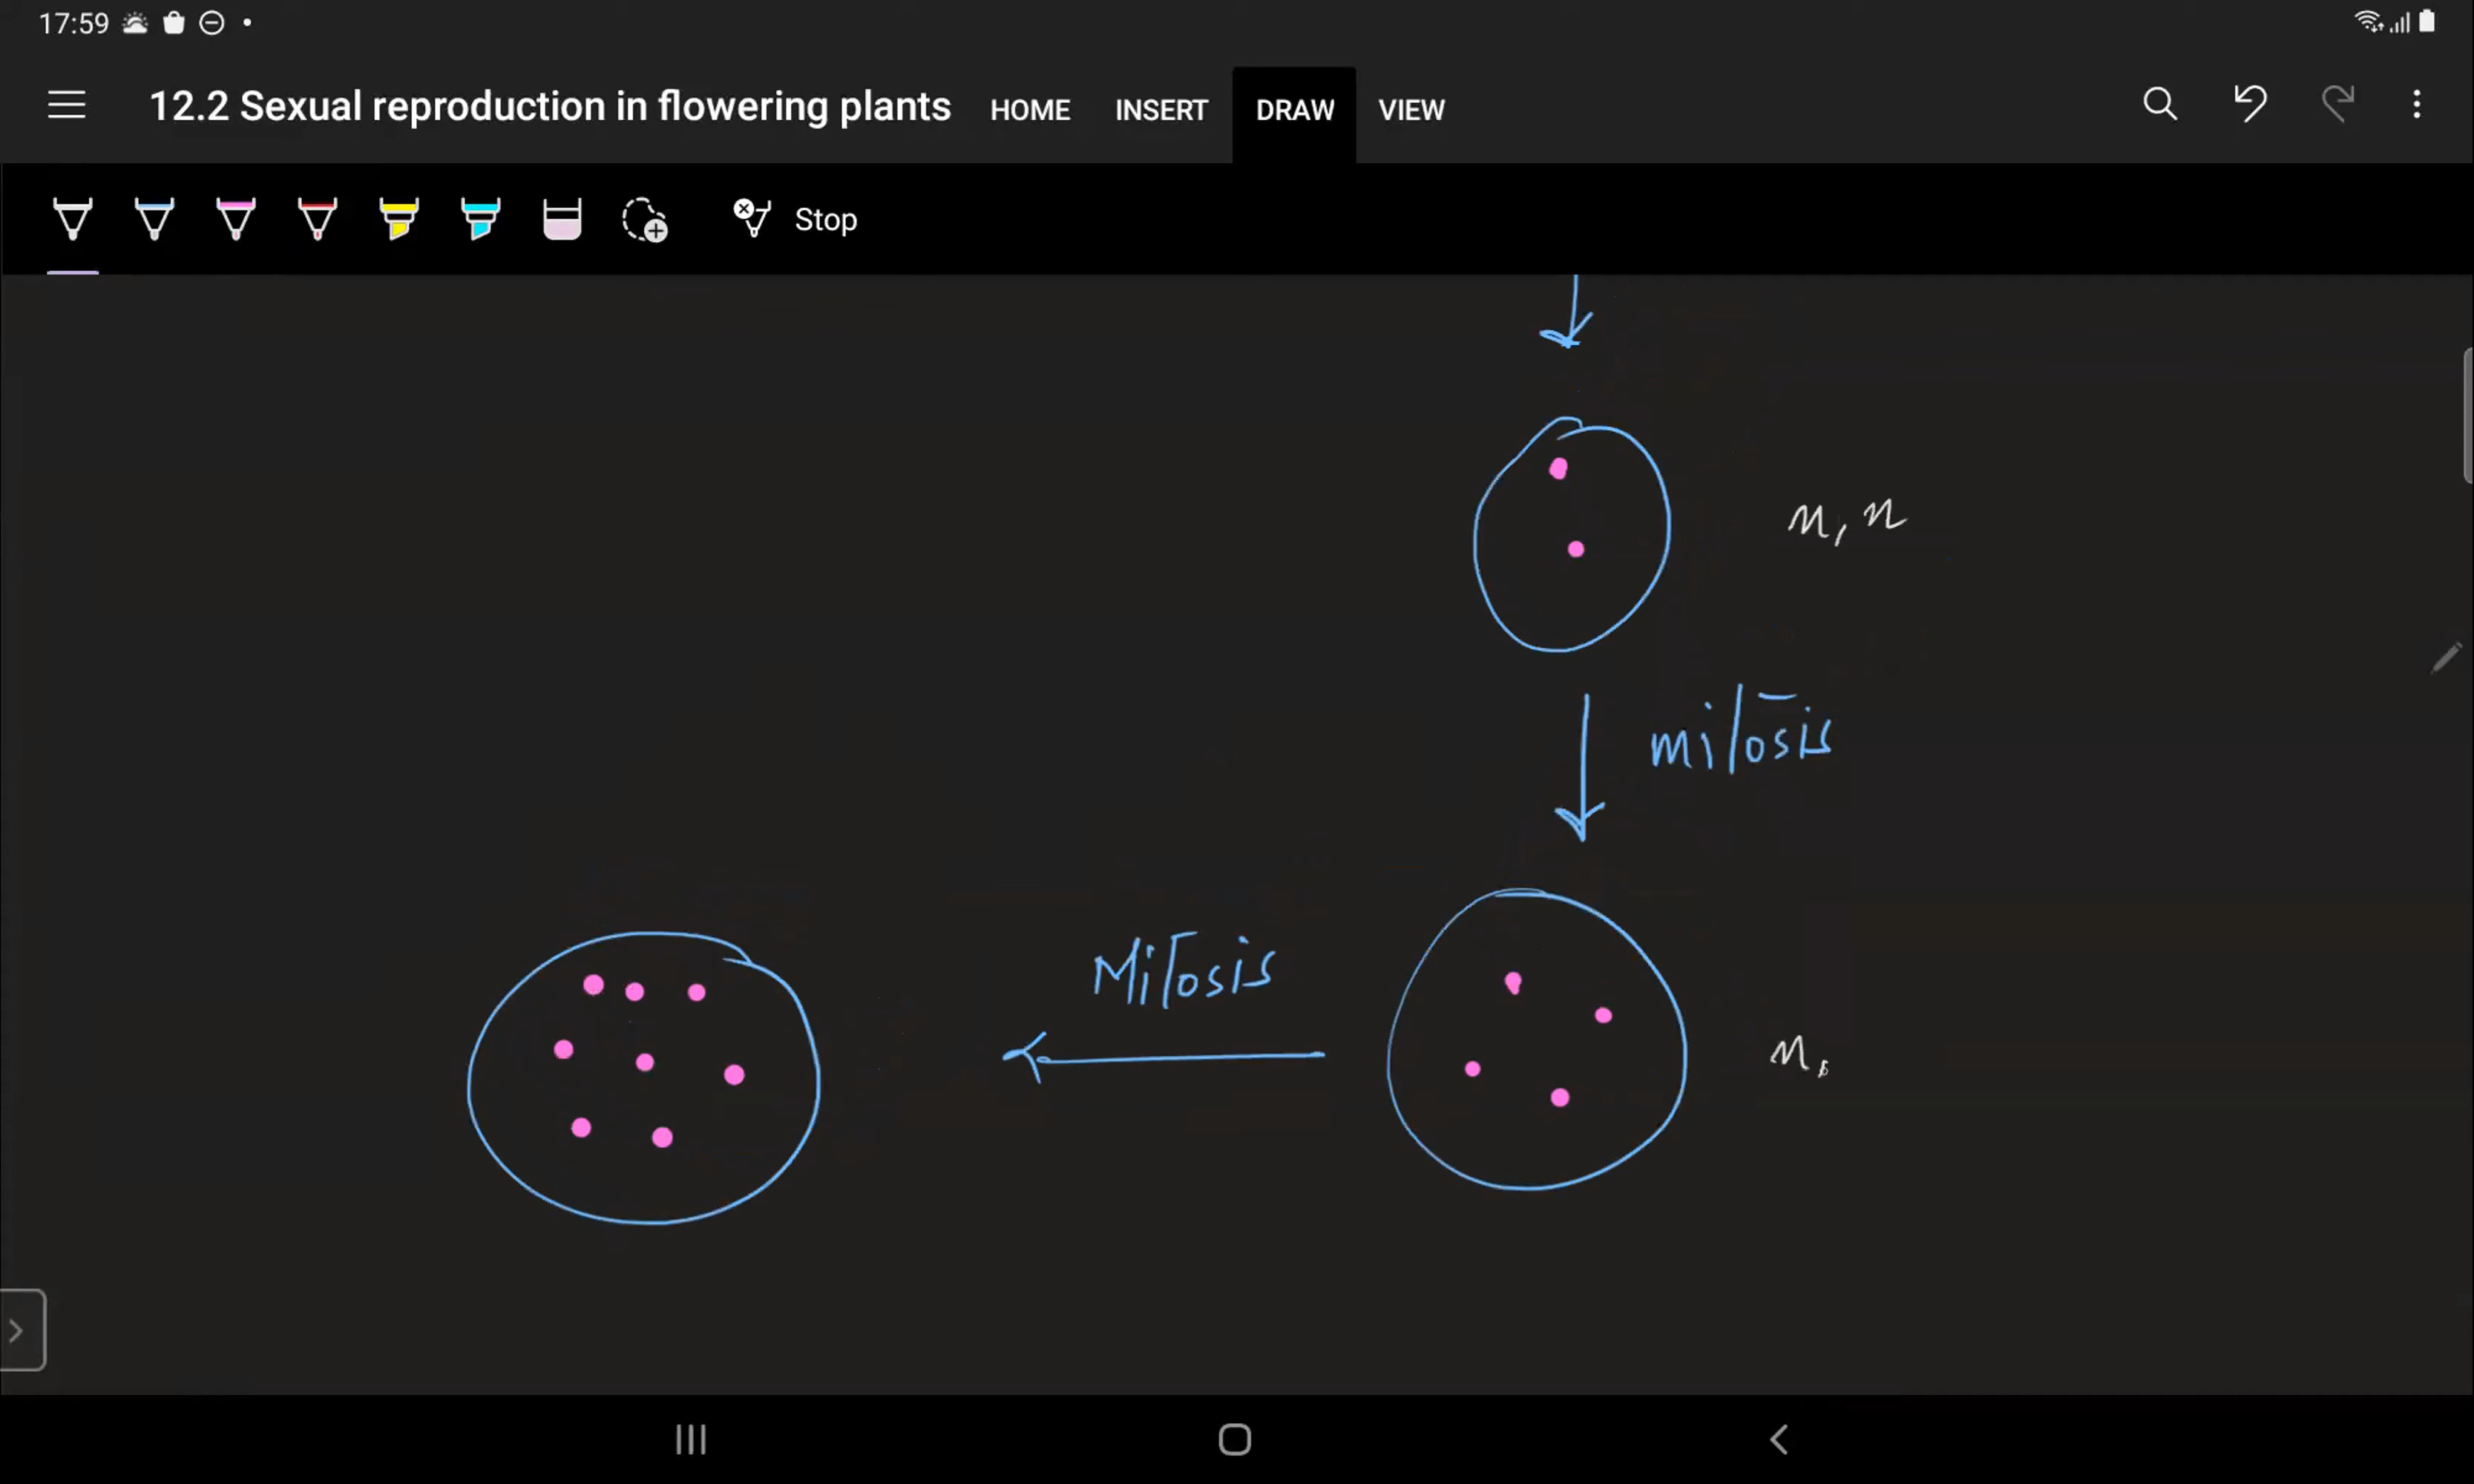 17:59
12.2 Sexual reproduction in flowering plants HOME INSERT DRAW VIEW
Stop
n, n
mitosis
Mitosis
n,